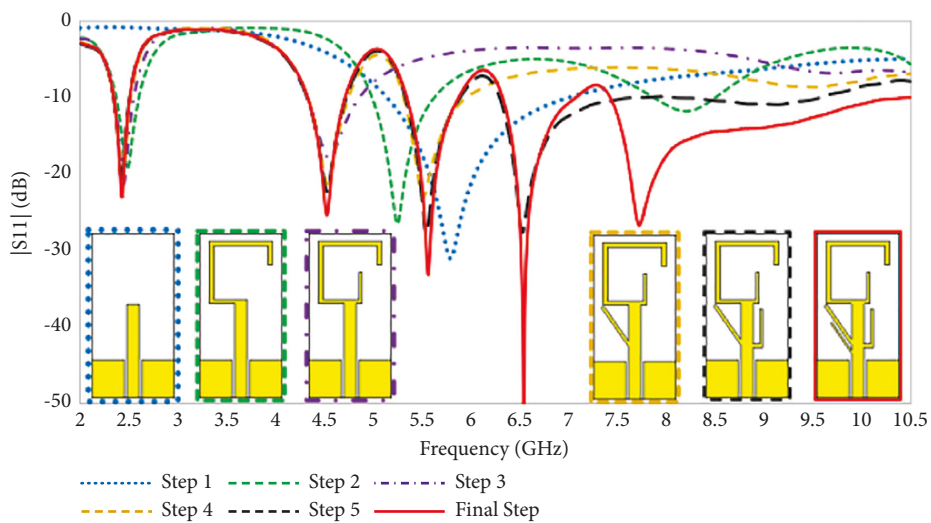 0
-10
-20
-30
-40
-50
|S11| (dB)
2 2.5 3 3.5 4 4.5 5 5.5 6 6.5 7 7.5 8 8.5 9 9.5 10 10.5
Frequency (GHz)
Step 1 Step 2 Step 3
Step 4 Step 5 Final Step